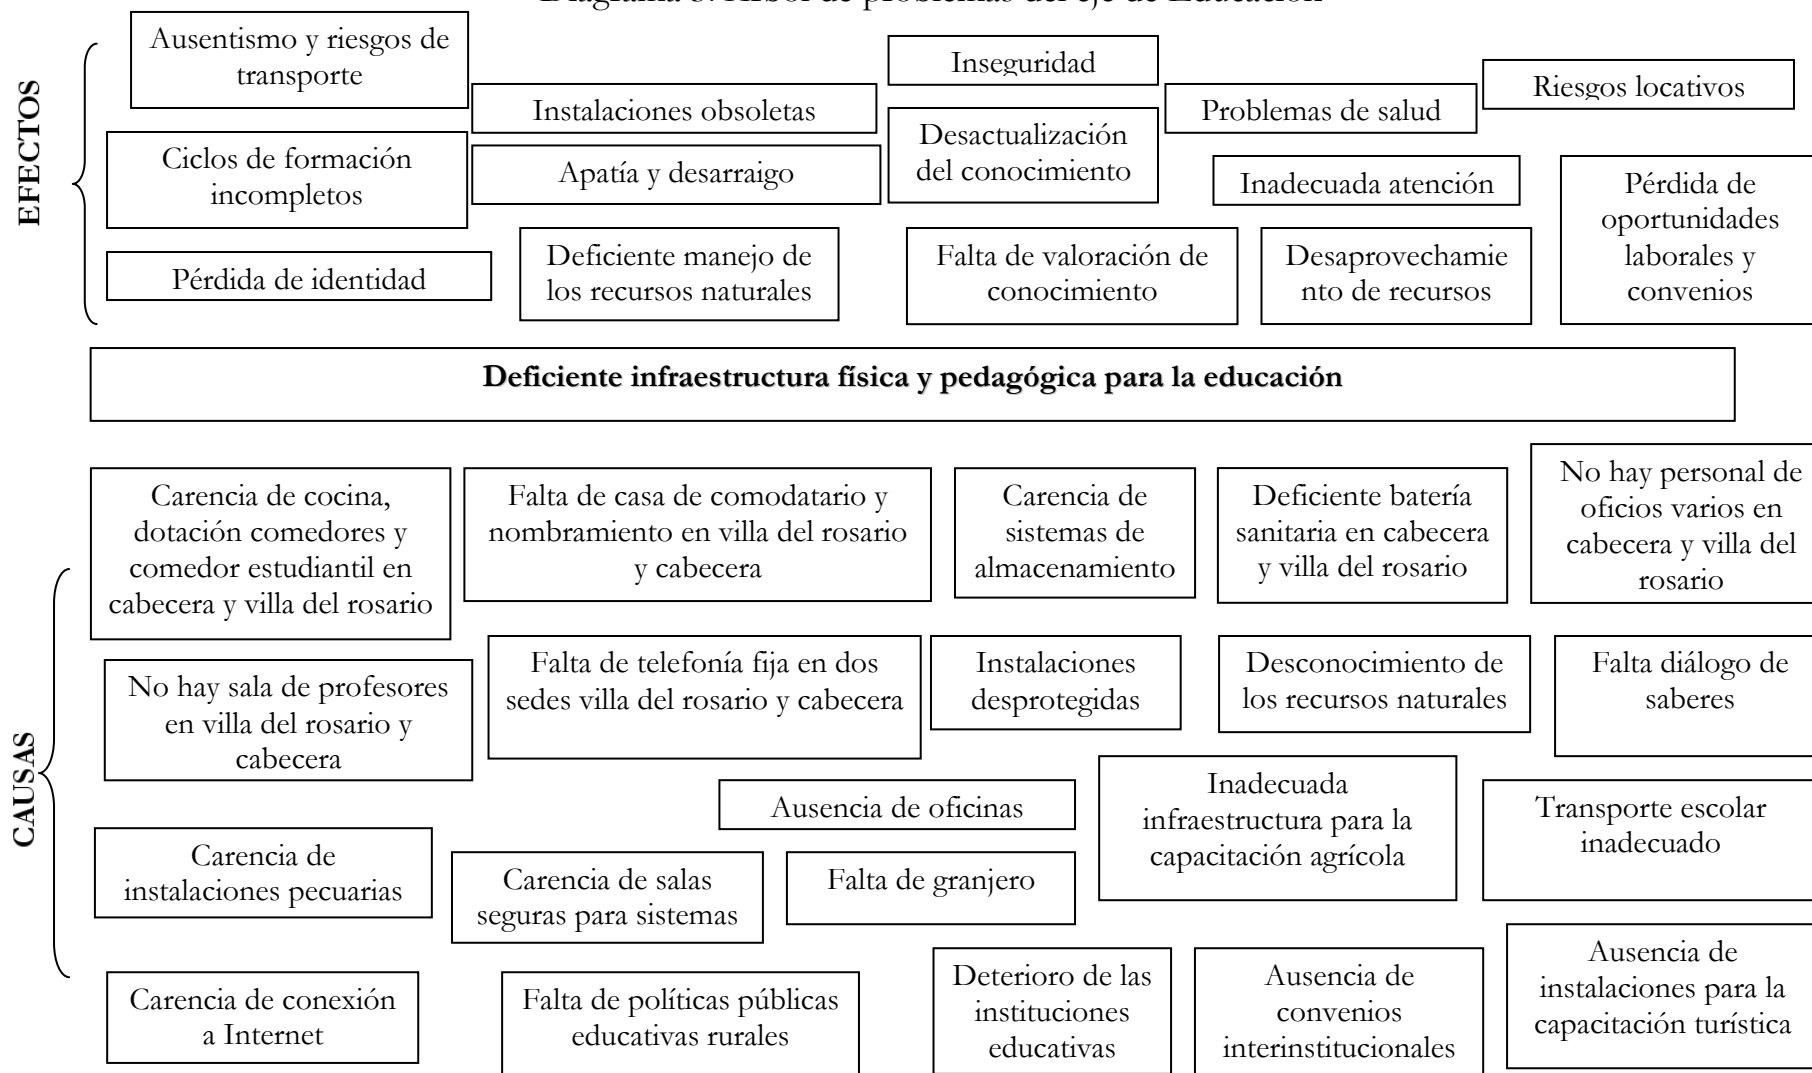 Diagrama 3. Árbol de problemas del eje de Educación
EFECTOS
Ausentismo y riesgos de
transporte
Inseguridad
Riesgos locativos
Instalaciones obsoletas
Problemas de salud
Desactualización
del conocimiento
Ciclos de formación
incompletos
Apatía y desarraigo
Inadecuada atención
Pérdida de
oportunidades
laborales y
convenios
Pérdida de identidad
Deficiente manejo de
los recursos naturales
Falta de valoración de
conocimiento
Desaprovechamie
nto de recursos
Deficiente infraestructura física y pedagógica para la educación
CAUSAS
Carencia de cocina,
dotación comedores y
comedor estudiantil en
cabecera y villa del rosario
Falta de casa de comodatario y
nombramiento en villa del rosario
y cabecera
Carencia de
sistemas de
almacenamiento
Deficiente batería
sanitaria en cabecera
y villa del rosario
No hay personal de
oficios varios en
cabecera y villa del
rosario
No hay sala de profesores
en villa del rosario y
cabecera
Falta de telefonía fija en dos
sedes villa del rosario y cabecera
Instalaciones
desprotegidas
Desconocimiento de
los recursos naturales
Falta diálogo de
saberes
Ausencia de oficinas
Inadecuada
infraestructura para la
capacitación agrícola
Transporte escolar
inadecuado
Carencia de
instalaciones pecuarias
Carencia de salas
seguras para sistemas
Falta de granjero
Carencia de conexión
a Internet
Falta de políticas públicas
educativas rurales
Deterioro de las
instituciones
educativas
Ausencia de
convenios
interinstitucionales
Ausencia de
instalaciones para la
capacitación turística